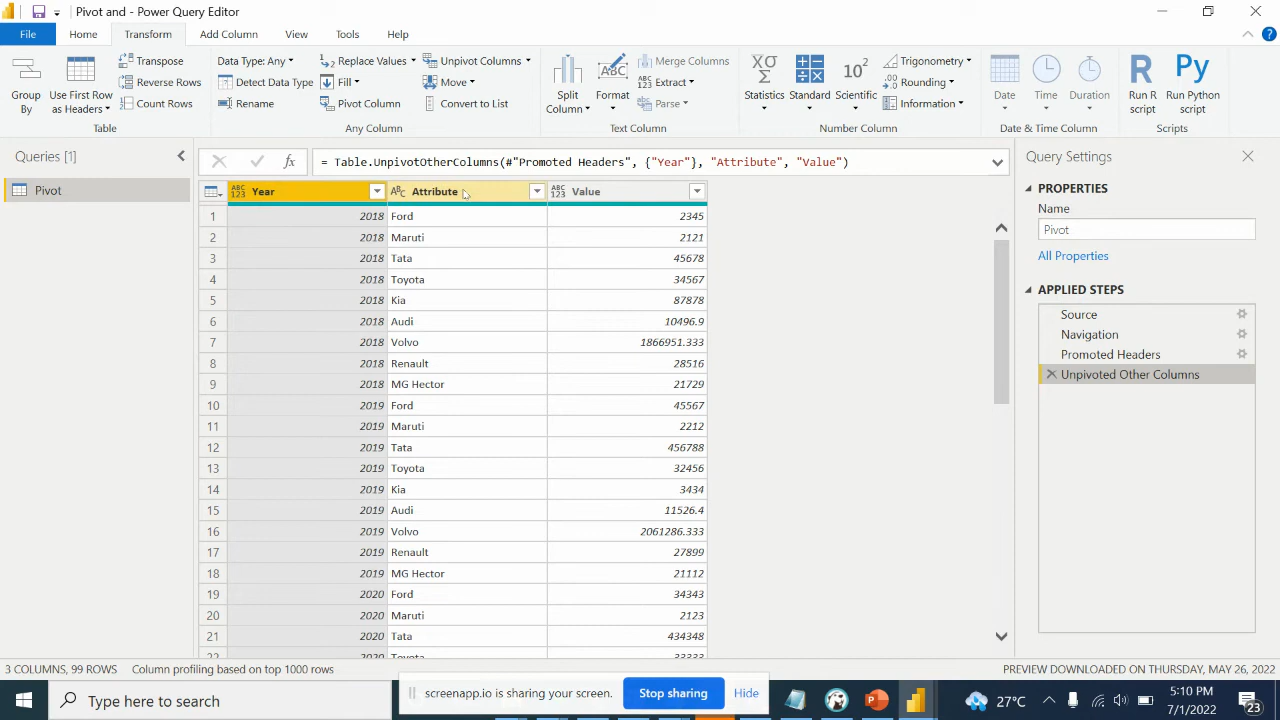 Pivot and - Power Query Editor
File Home Transform Add Column View Tools Help
Group By
Use First Row as Headers
Transpose
Reverse Rows
Count Rows
Table
Data Type: Any
Detect Data Type
Rename
Replace Values
Fill
Pivot Column
Unpivot Columns
Move
Convert to List
Any Column
Split Column
Format
Merge Columns
Extract
Parse
Text Column
Statistics
Standard
Scientific
Trigonometry
Rounding
Information
Number Column
Date
Time
Duration
Date & Time Column
Run R script
Run Python script
Scripts
Queries [1]
Pivot
= Table.UnpivotOtherColumns(#"Promoted Headers", {"Year"}, "Attribute", "Value")
Year Attribute Value
1 2018 Ford 2345
2 2018 Maruti 2121
3 2018 Tata 45678
4 2018 Toyota 34567
5 2018 Kia 87878
6 2018 Audi 10496.9
7 2018 Volvo 1866951.333
8 2018 Renault 28516
9 2018 MG Hector 21729
10 2019 Ford 45567
11 2019 Maruti 2212
12 2019 Tata 456788
13 2019 Toyota 32456
14 2019 Kia 3434
15 2019 Audi 11526.4
16 2019 Volvo 2061286.333
17 2019 Renault 27899
18 2019 MG Hector 21112
19 2020 Ford 34343
20 2020 Maruti 2123
21 2020 Tata 434348
22 2020 Toyota 33333
Query Settings
PROPERTIES
Name
Pivot
All Properties
APPLIED STEPS
Source
Navigation
Promoted Headers
Unpivoted Other Columns
3 COLUMNS, 99 ROWS Column profiling based on top 1000 rows
PREVIEW DOWNLOADED ON THURSDAY, MAY 26, 2022
Type here to search
screenapp.io is sharing your screen. Stop sharing Hide
27°C
5:10 PM
7/1/2022
23